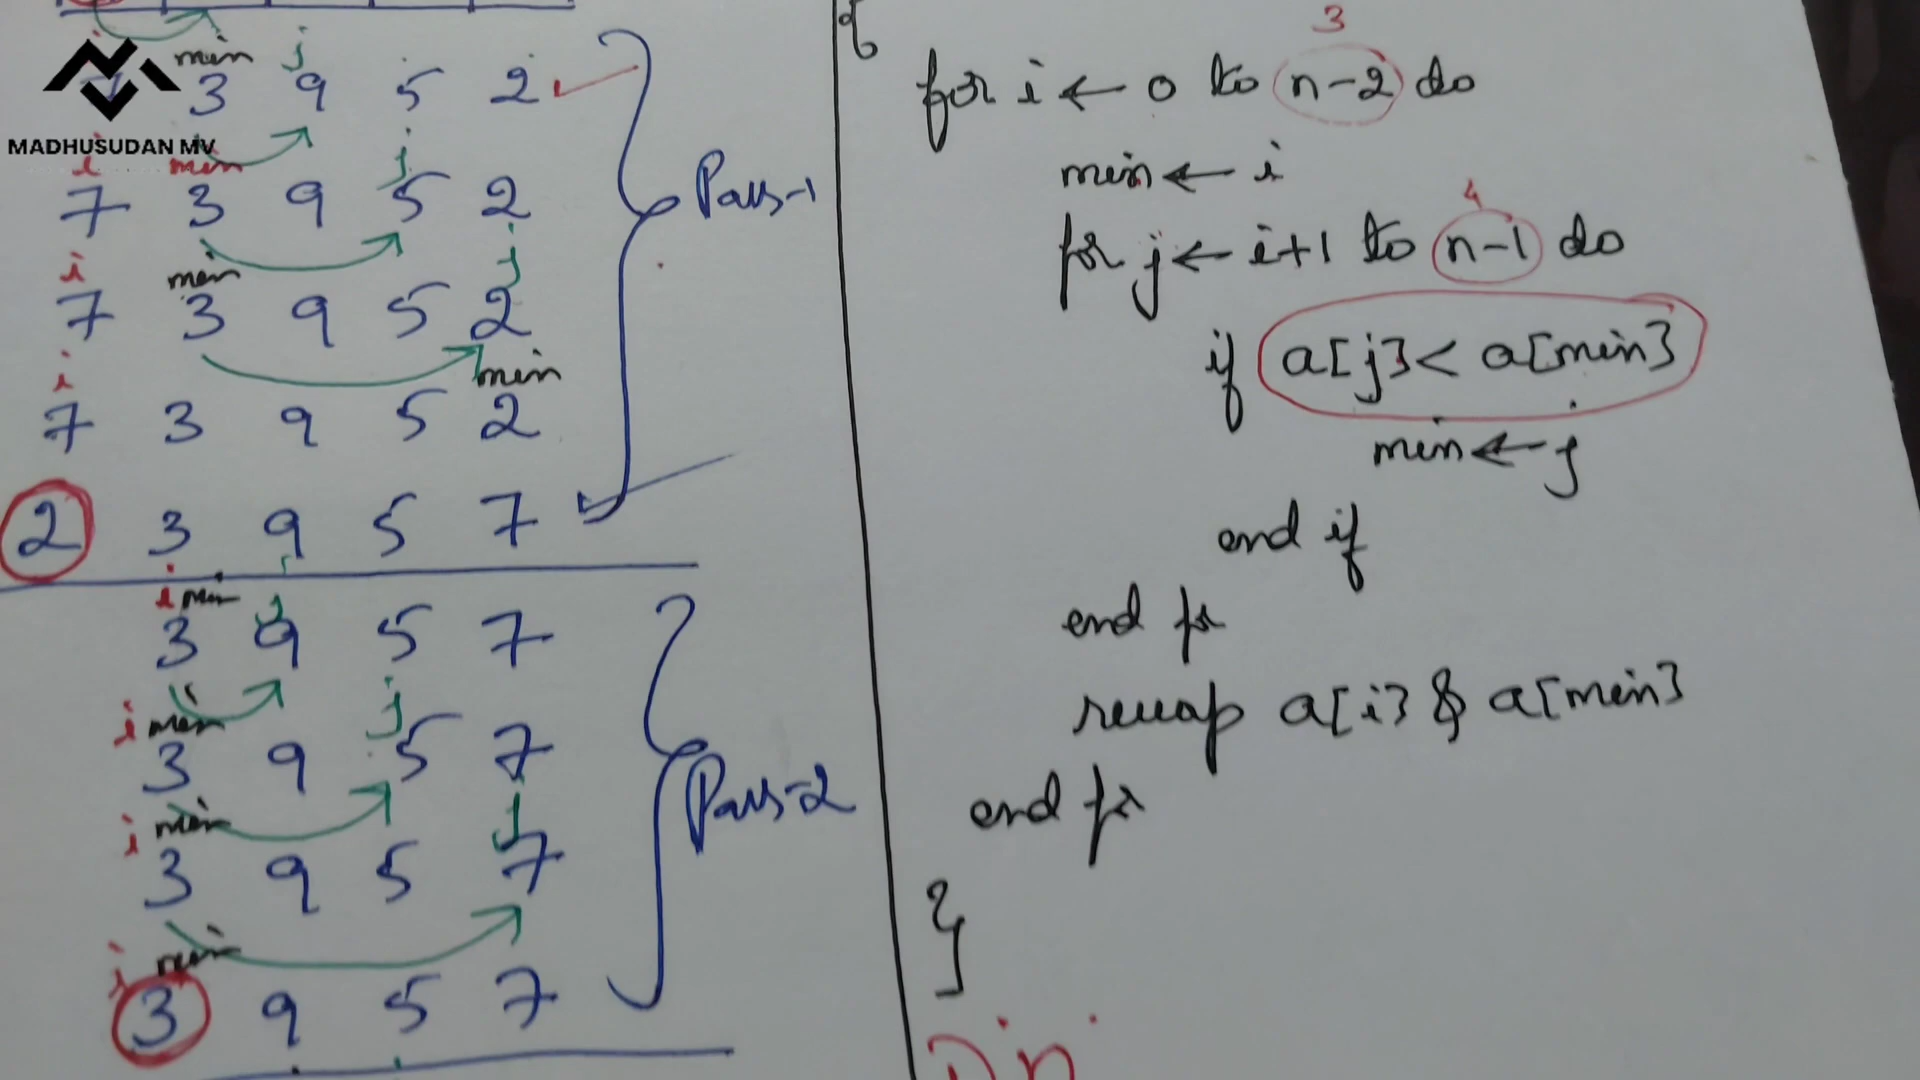 min j
7 3 9 5 2
MADHUSUDAN MV
i min j
7 3 9 5 2
i min j
7 3 9 5 2
i min
7 3 9 5 2
2 3 9 5 7
Pass-1
i min j
3 9 5 7
i min j
3 9 5 7
i min j
3 9 5 7
i min
3 9 5 7
Pass-2
{
3
for i ← 0 to n-2 do
min ← i
4
for j ← i+1 to n-1 do
if a[j] < a[min]
min ← j
end if
end for
swap a[i] & a[min]
end for
}